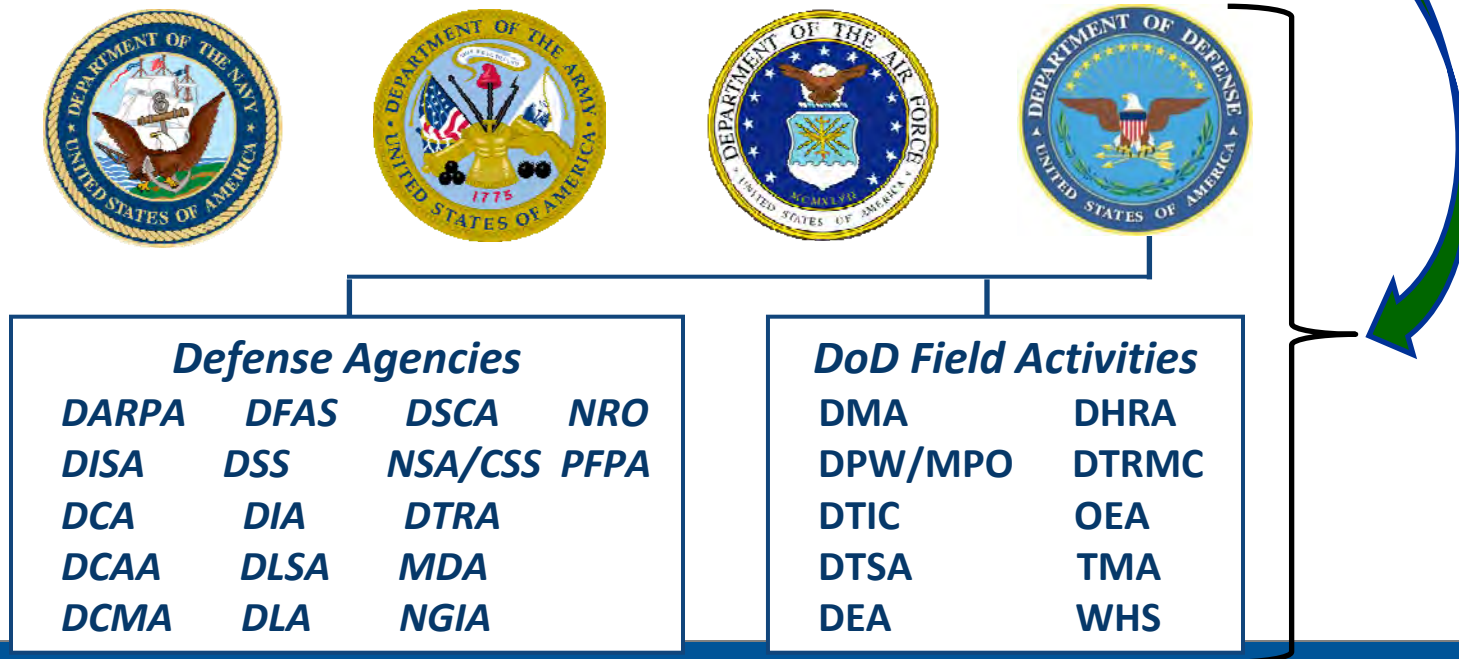 DEPARTMENT OF THE NAVY
UNITED STATES OF AMERICA
DEPARTMENT OF THE ARMY
1775
UNITED STATES OF AMERICA
DEPARTMENT OF THE AIR FORCE
MCMXLVII
UNITED STATES OF AMERICA
DEPARTMENT OF DEFENSE
UNITED STATES OF AMERICA
Defense Agencies
DARPA DFAS DSCA NRO
DISA DSS NSA/CSS PFPA
DCA DIA DTRA
DCAA DLSA MDA
DCMA DLA NGIA
DoD Field Activities
DMA DHRA
DPW/MPO DTRMC
DTIC OEA
DTSA TMA
DEA WHS